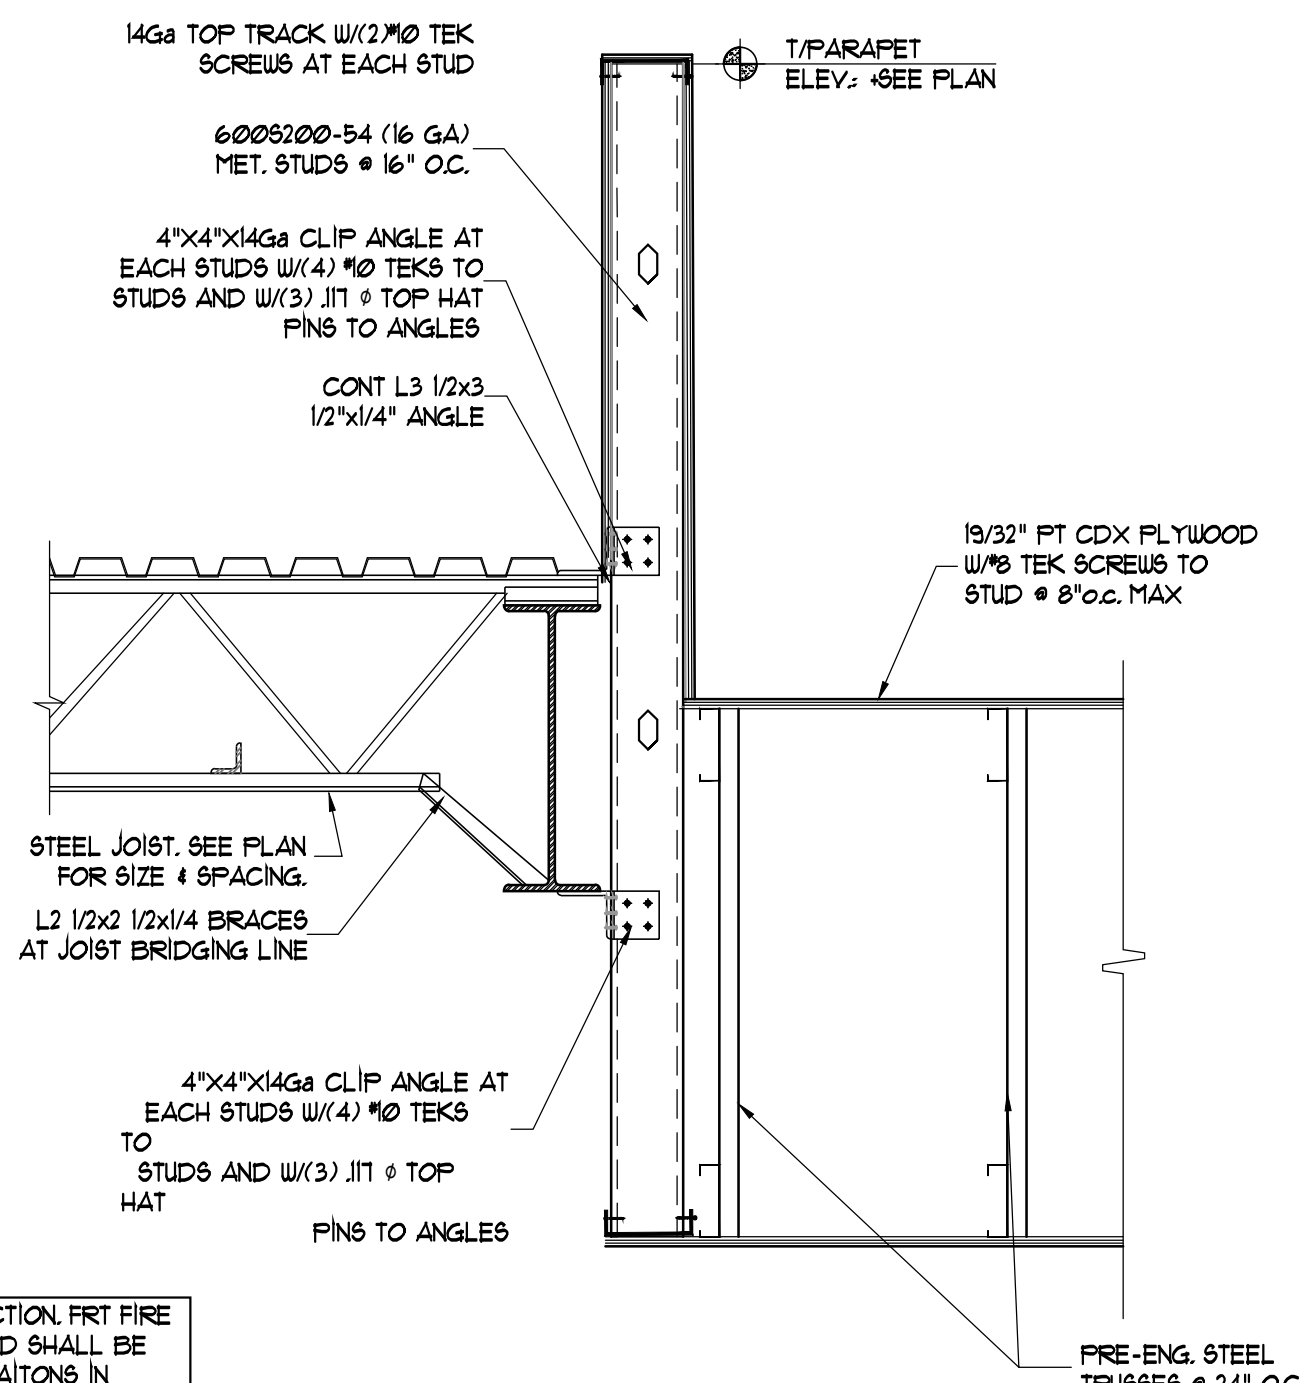 14Ga TOP TRACK W/(2)#10 TEK
SCREWS AT EACH STUD
T/PARAPET
ELEV.: +SEE PLAN
600S200-54 (16 GA)
MET. STUDS @ 16" O.C.
4"X4"X14Ga CLIP ANGLE AT
EACH STUDS W/(4) #10 TEKS TO
STUDS AND W/(3) .117 ø TOP HAT
PINS TO ANGLES
CONT L3 1/2x3
1/2"x1/4" ANGLE
19/32" PT CDX PLYWOOD
W/#8 TEK SCREWS TO
STUD @ 8"o.c. MAX
STEEL JOIST. SEE PLAN
FOR SIZE & SPACING.
L2 1/2x2 1/2x1/4 BRACES
AT JOIST BRIDGING LINE
4"X4"X14Ga CLIP ANGLE AT
EACH STUDS W/(4) #10 TEKS
TO
STUDS AND W/(3) .117 ø TOP
HAT
PINS TO ANGLES
CTION. FRT FIRE
D SHALL BE
AITONS IN
PRE-ENG. STEEL
TRUSSES @ 24" O.C